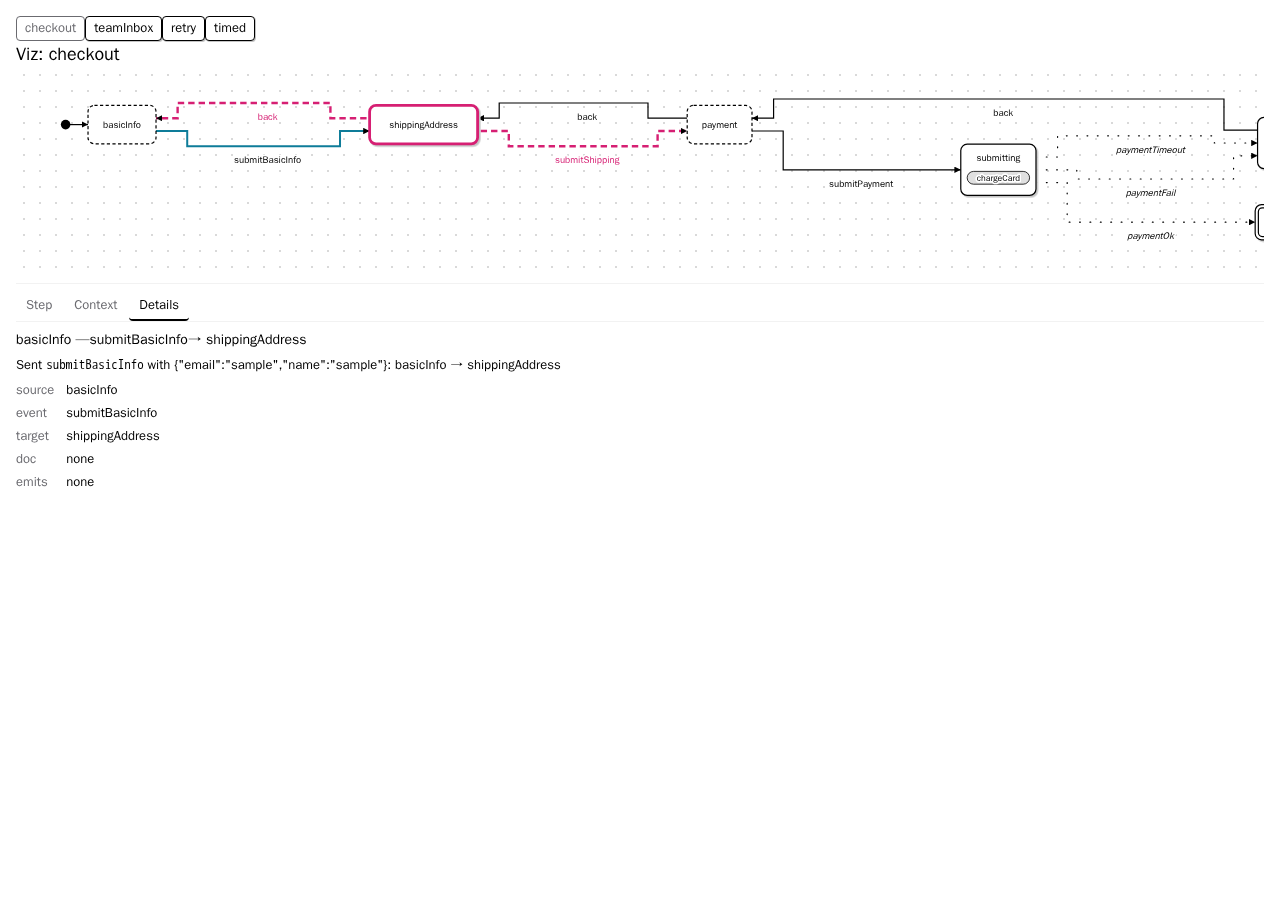 checkout teamInbox retry timed
Viz: checkout
back
basicInfo
submitBasicInfo
shippingAddress
back
submitShipping
payment
submitPayment
back
submitting
chargeCard
paymentTimeout
paymentFail
paymentOk
Step Context Details
basicInfo —submitBasicInfo→ shippingAddress
Sent submitBasicInfo with {"email":"sample","name":"sample"}: basicInfo → shippingAddress
source basicInfo
event submitBasicInfo
target shippingAddress
doc none
emits none